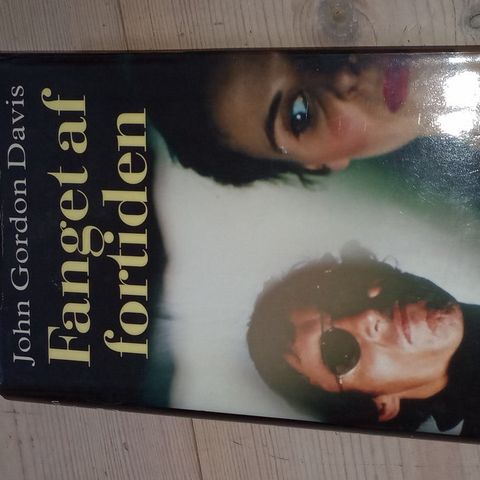 John Gordon Davis
Fanget af
fortiden